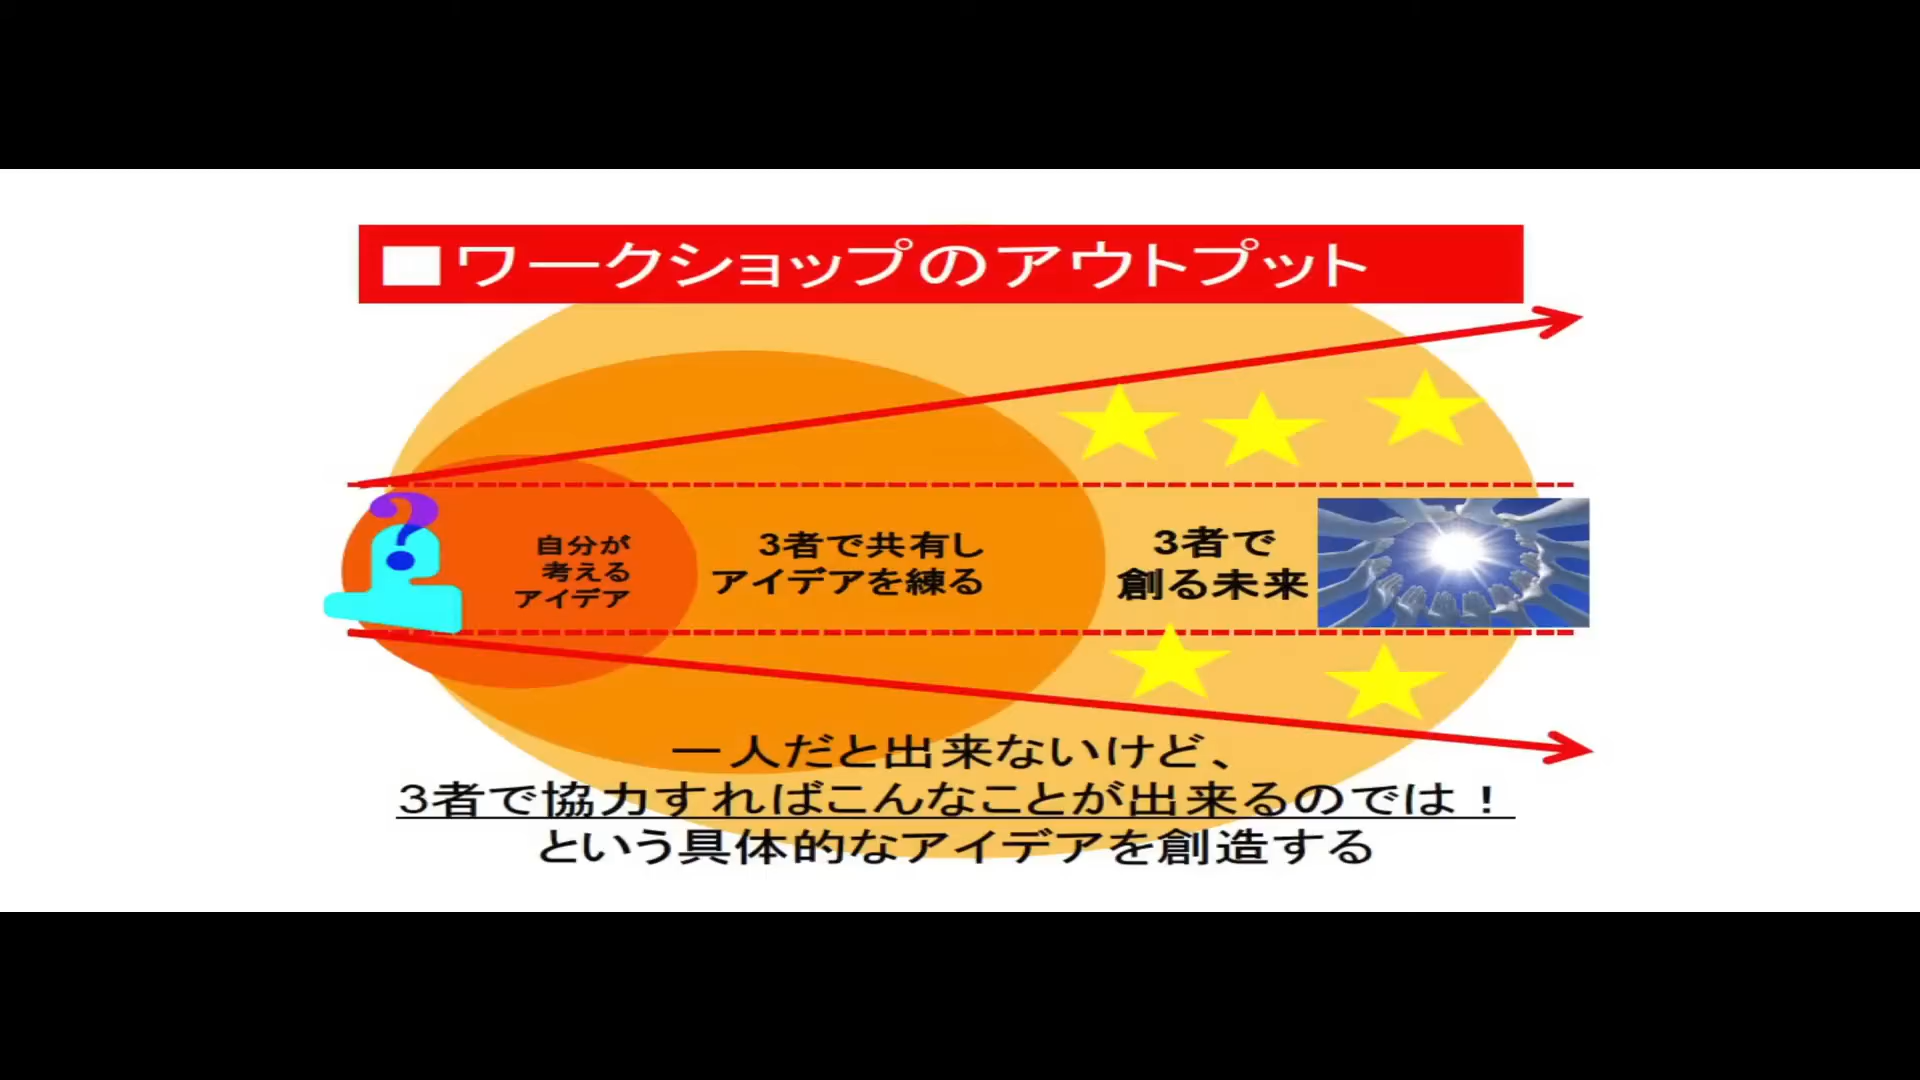 ■ワークショップのアウトプット
?
自分が
考える
アイデア
3者で共有し
アイデアを練る
3者で
創る未来
一人だと出来ないけど、
3者で協力すればこんなことが出来るのでは！
という具体的なアイデアを創造する